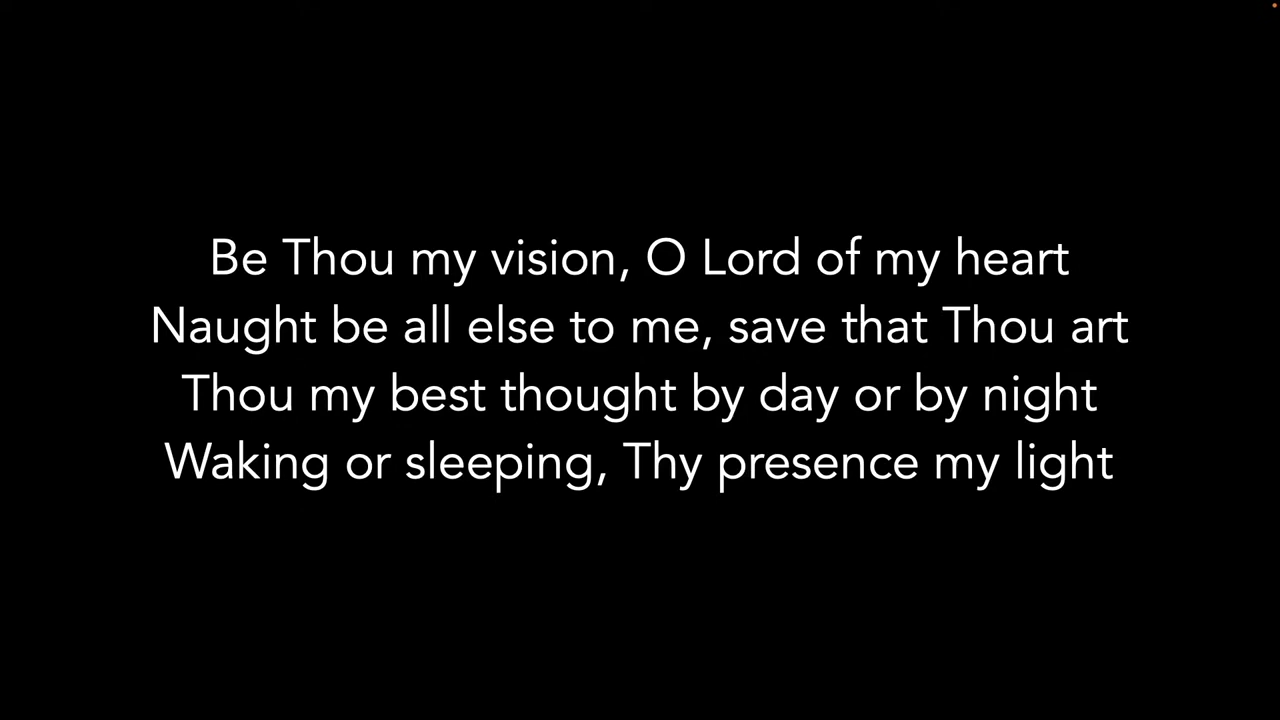 Be Thou my vision, O Lord of my heart
Naught be all else to me, save that Thou art
Thou my best thought by day or by night
Waking or sleeping, Thy presence my light